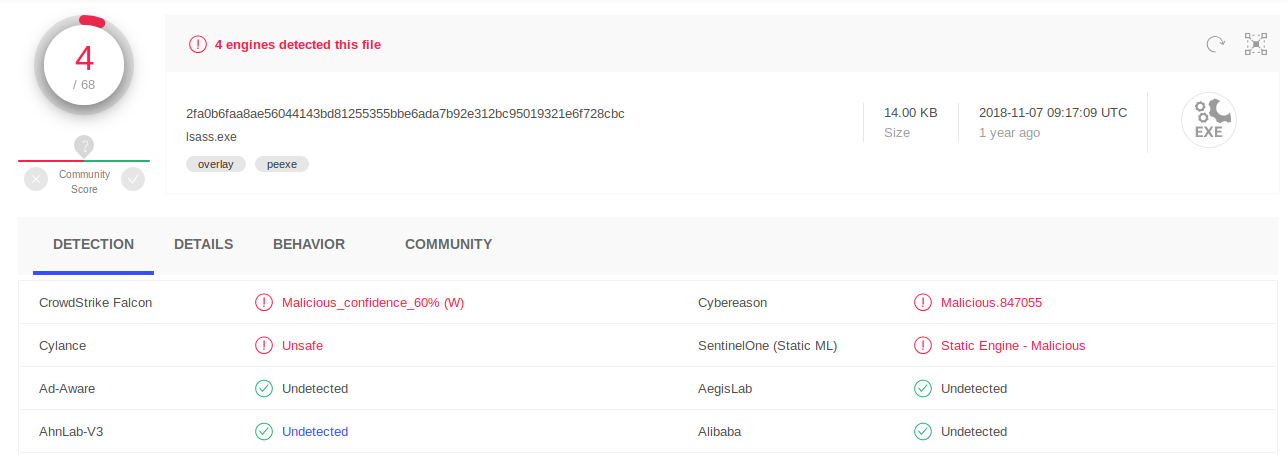 4
/ 68
?
Community
Score
4 engines detected this file
2fa0b6faa8ae56044143bd81255355bbe6ada7b92e312bc95019321e6f728cbc
lsass.exe
overlay peexe
14.00 KB
Size
2018-11-07 09:17:09 UTC
1 year ago
EXE
DETECTION DETAILS BEHAVIOR COMMUNITY
CrowdStrike Falcon Malicious_confidence_60% (W) Cybereason Malicious.847055
Cylance Unsafe SentinelOne (Static ML) Static Engine - Malicious
Ad-Aware Undetected AegisLab Undetected
AhnLab-V3 Undetected Alibaba Undetected